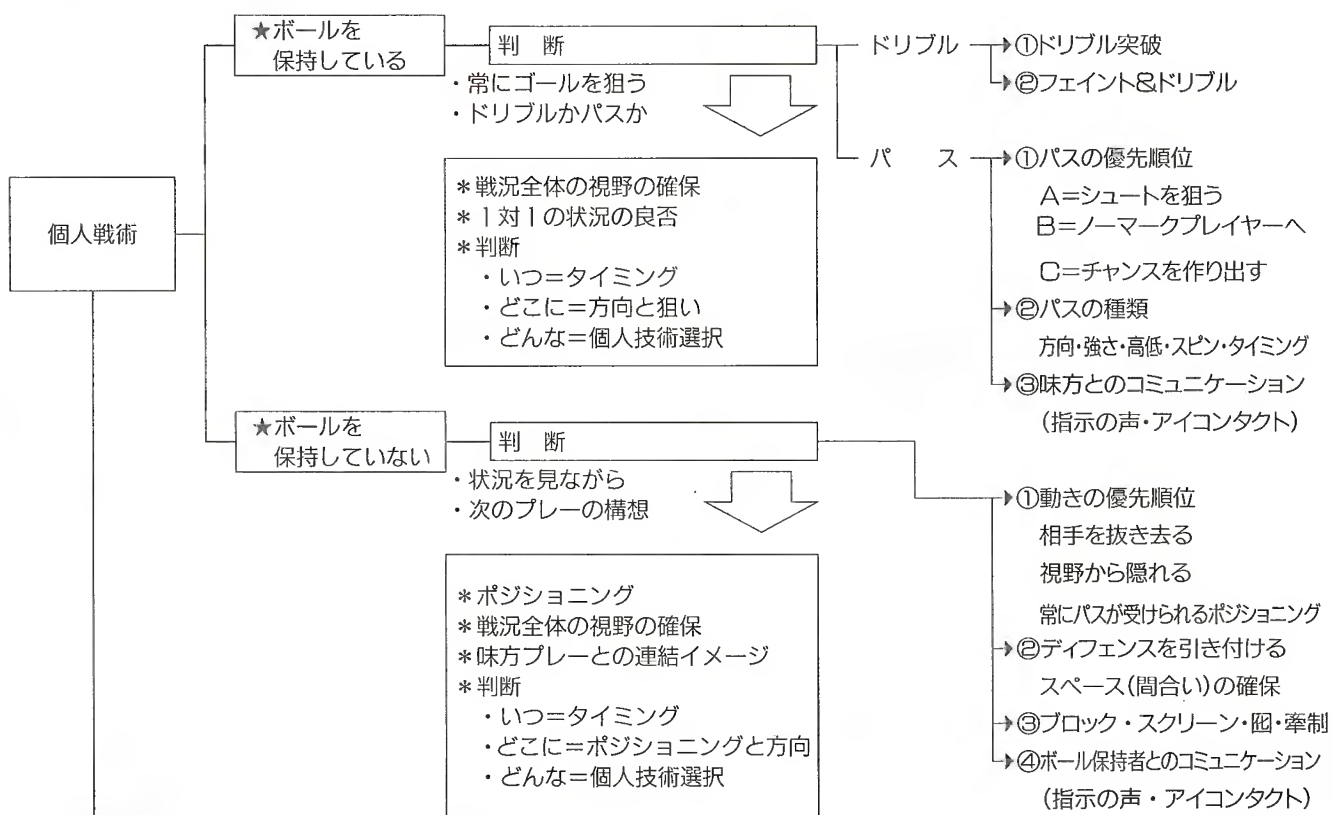 個人戦術
★ボールを
保持している
判　断
・常にゴールを狙う
・ドリブルかパスか
＊戦況全体の視野の確保
＊1対1の状況の良否
＊判断
・いつ＝タイミング
・どこに＝方向と狙い
・どんな＝個人技術選択
ドリブル
①ドリブル突破
②フェイント&ドリブル
パ　ス
①パスの優先順位
A＝シュートを狙う
B＝ノーマークプレイヤーへ
C＝チャンスを作り出す
②パスの種類
方向・強さ・高低・スピン・タイミング
③味方とのコミュニケーション
(指示の声・アイコンタクト)
★ボールを
保持していない
判　断
・状況を見ながら
・次のプレーの構想
＊ポジショニング
＊戦況全体の視野の確保
＊味方プレーとの連結イメージ
＊判断
・いつ＝タイミング
・どこに＝ポジショニングと方向
・どんな＝個人技術選択
①動きの優先順位
相手を抜き去る
視野から隠れる
常にパスが受けられるポジショニング
②ディフェンスを引き付ける
スペース(間合い)の確保
③ブロック・スクリーン・囮・牽制
④ボール保持者とのコミュニケーション
(指示の声・アイコンタクト)